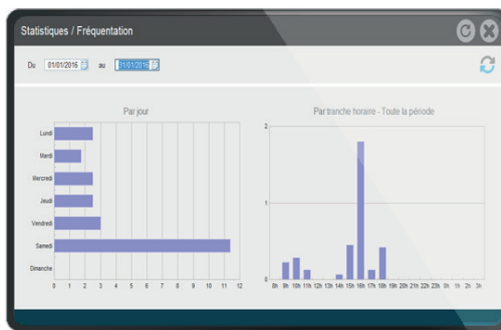 Statistiques / Fréquentation
Du 01/01/2016 au 31/01/2016
Par jour
Lundi
Mardi
Mercredi
Jeudi
Vendredi
Samedi
Dimanche
0 1 2 3 4 5 6 7 8 9 10 11 12
Par tranche horaire - Toute la période
2
1
0
8h 9h 10h 11h 12h 13h 14h 15h 16h 17h 18h 19h 20h 21h 22h 23h 0h 1h 2h 3h